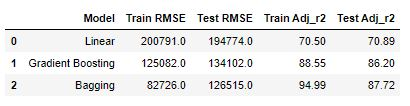 Model Train RMSE Test RMSE Train Adj_r2 Test Adj_r2
0 Linear 200791.0 194774.0 70.50 70.89
1 Gradient Boosting 125082.0 134102.0 88.55 86.20
2 Bagging 82726.0 126515.0 94.99 87.72